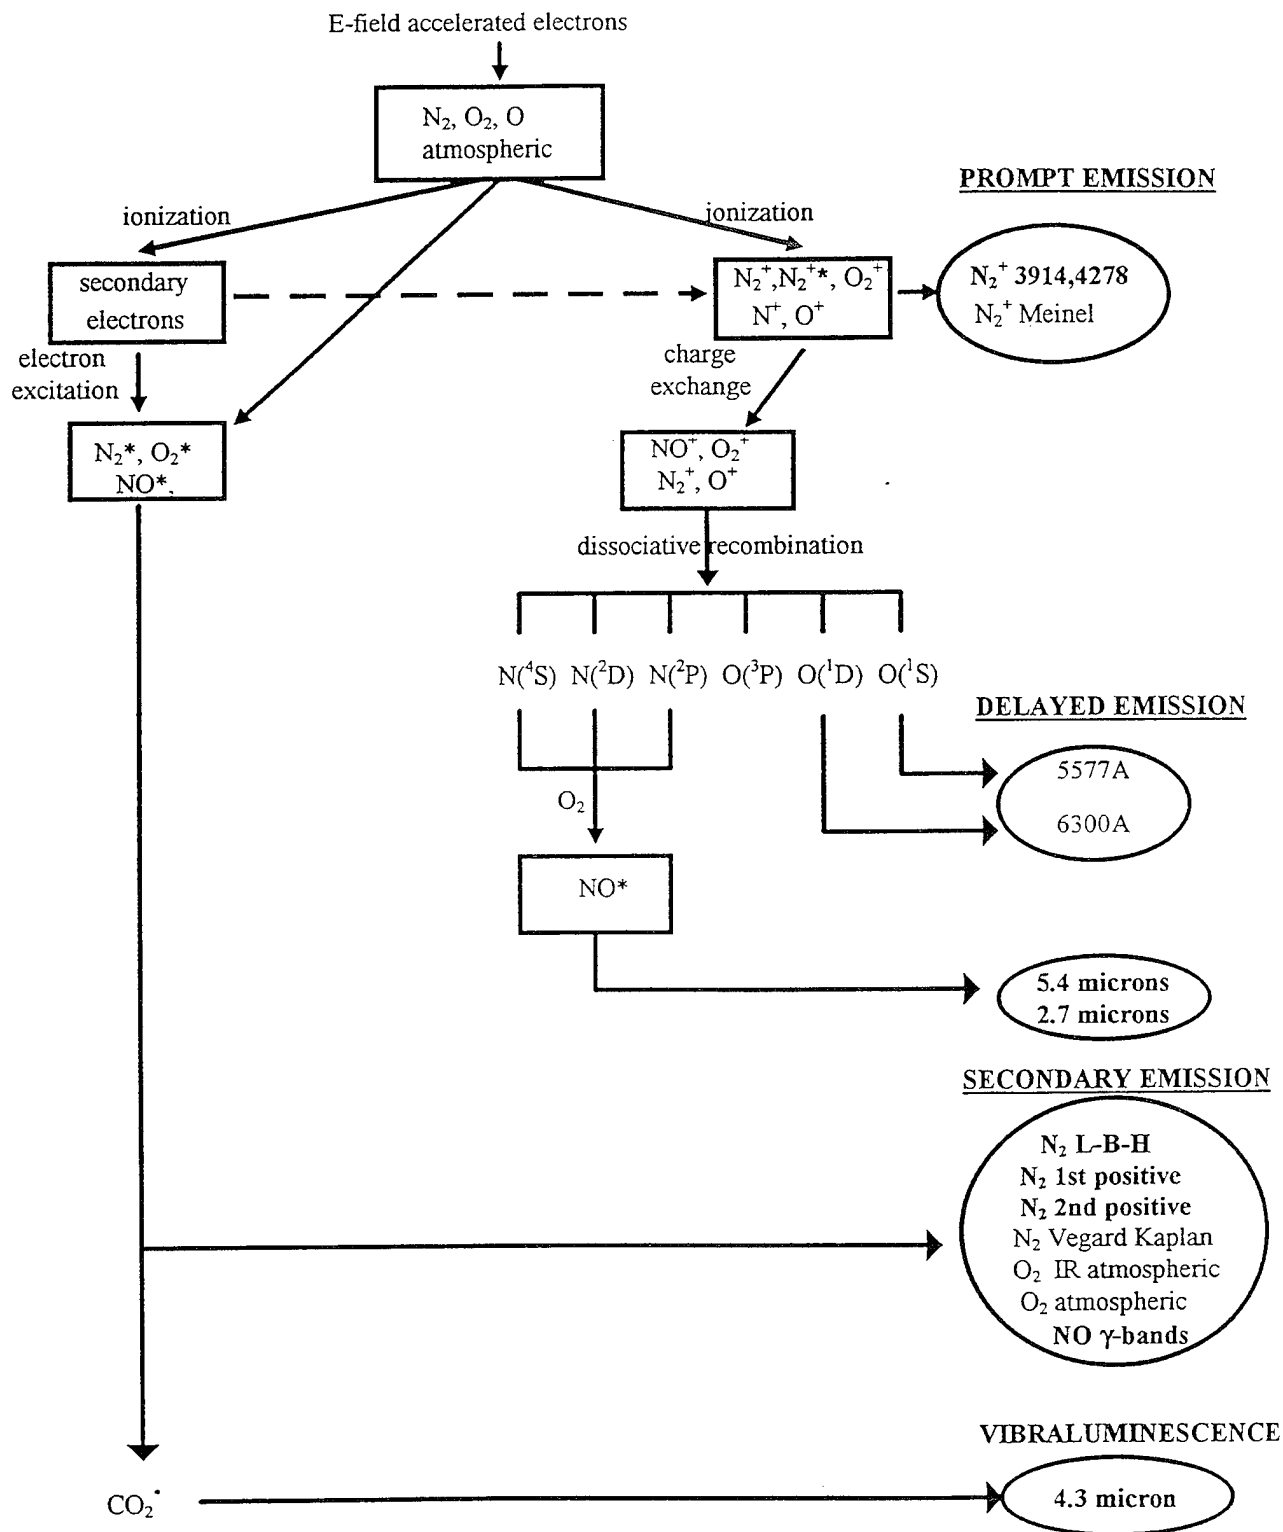 E-field accelerated electrons
N₂, O₂, O
atmospheric
PROMPT EMISSION
ionization
ionization
secondary
electrons
N₂⁺,N₂⁺*, O₂⁺
N⁺, O⁺
N₂⁺ 3914,4278
N₂⁺ Meinel
electron
excitation
charge
exchange
N₂*, O₂*
NO*,
NO⁺, O₂⁺
N₂⁺, O⁺
dissociative recombination
N(⁴S) N(²D) N(²P) O(³P) O(¹D) O(¹S)
DELAYED EMISSION
5577A
6300A
O₂
NO*
5.4 microns
2.7 microns
SECONDARY EMISSION
N₂ L-B-H
N₂ 1st positive
N₂ 2nd positive
N₂ Vegard Kaplan
O₂ IR atmospheric
O₂ atmospheric
NO γ-bands
VIBRALUMINESCENCE
CO₂˙
4.3 micron